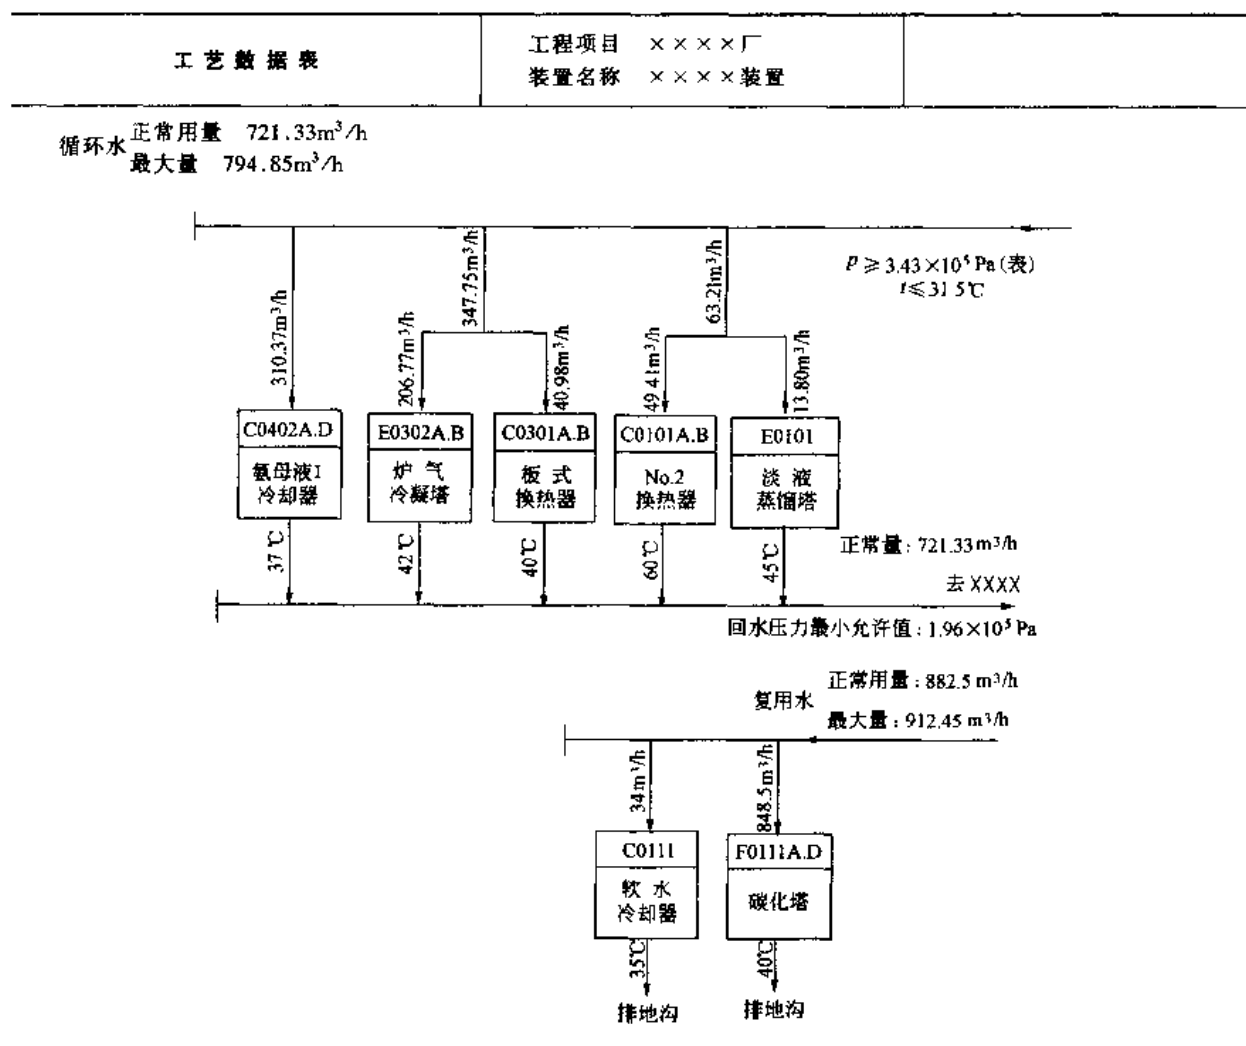 工艺数据表
工程项目 ××××厂
装置名称 ××××装置
循环水
正常用量 721.33m³/h
最大量 794.85m³/h
p≥3.43×10⁵Pa(表)
t≤31.5℃
310.37m³/h
347.75m³/h
63.21m³/h
206.77m³/h
40.98m³/h
49.41m³/h
13.80m³/h
C0402A.D
氨母液I
冷却器
E0302A.B
炉气
冷凝塔
C0301A.B
板式
换热器
C0101A.B
No.2
换热器
E0101
淡液
蒸馏塔
37℃
42℃
40℃
60℃
45℃
正常量:721.33m³/h
去XXXX
回水压力最小允许值:1.96×10⁵Pa
复用水
正常用量:882.5m³/h
最大量:912.45m³/h
34m³/h
848.5m³/h
C0111
软水
冷却器
F0111A.D
碳化塔
35℃
40℃
排地沟
排地沟